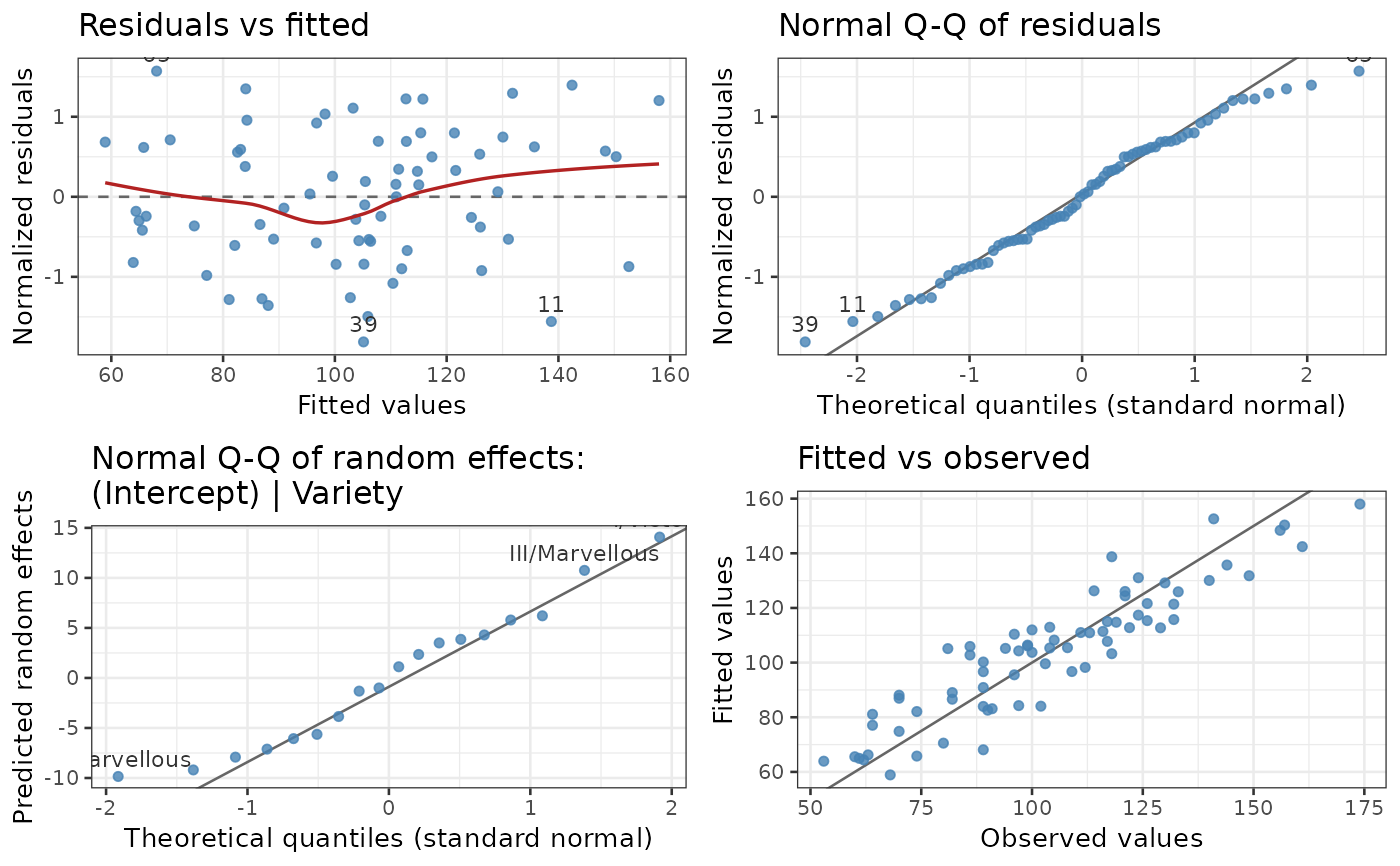 Residuals vs fitted
Normalized residuals
1
0
-1
39
11
60
80
100
120
140
160
Fitted values
Normal Q-Q of residuals
Normalized residuals
1
0
-1
39
11
-2
-1
0
1
2
Theoretical quantiles (standard normal)
Normal Q-Q of random effects:
(Intercept) | Variety
Predicted random effects
15
10
5
0
-5
-10
III/Marvellous
arvellous
-2
-1
0
1
2
Theoretical quantiles (standard normal)
Fitted vs observed
Fitted values
160
140
120
100
80
60
50
75
100
125
150
175
Observed values